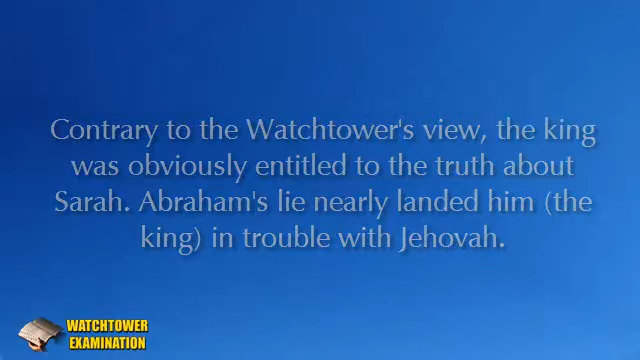 Contrary to the Watchtower's view, the king
was obviously entitled to the truth about
Sarah. Abraham's lie nearly landed him (the
king) in trouble with Jehovah.
WATCHTOWER
EXAMINATION